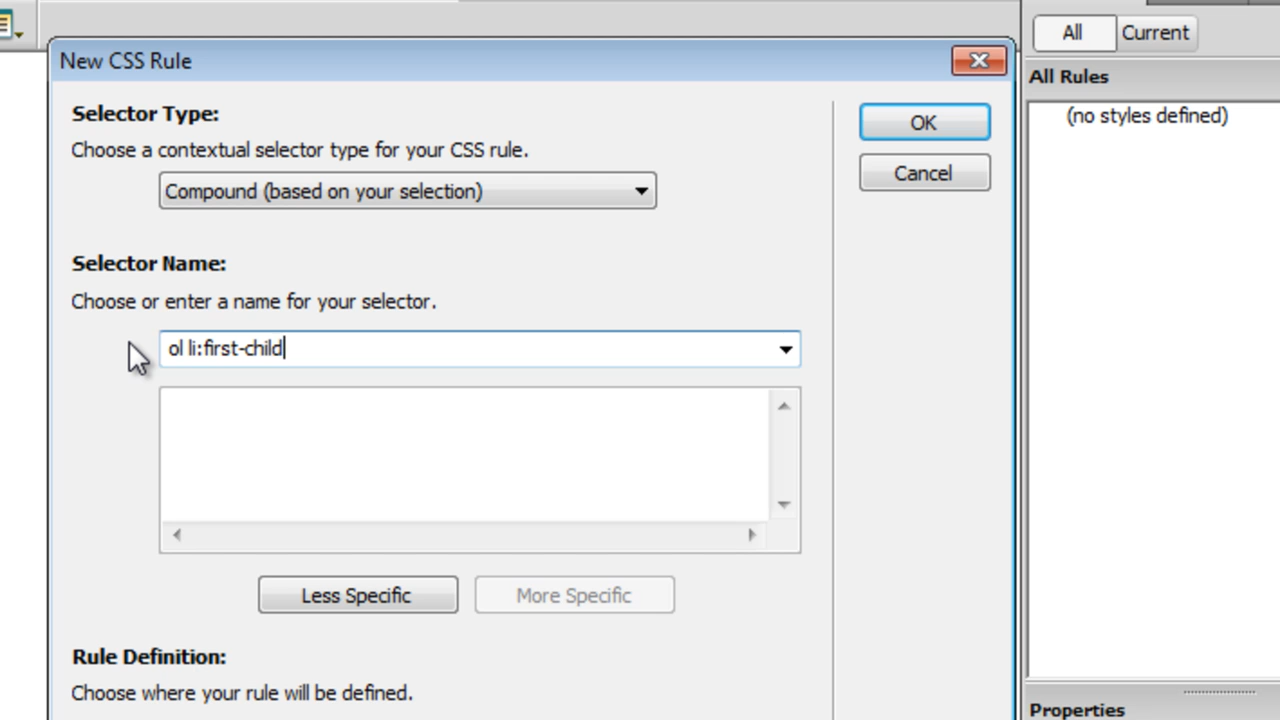 New CSS Rule
Selector Type:
Choose a contextual selector type for your CSS rule.
Compound (based on your selection)
OK
Cancel
Selector Name:
Choose or enter a name for your selector.
ol li:first-child
Less Specific
More Specific
Rule Definition:
Choose where your rule will be defined.
All
Current
All Rules
(no styles defined)
Properties